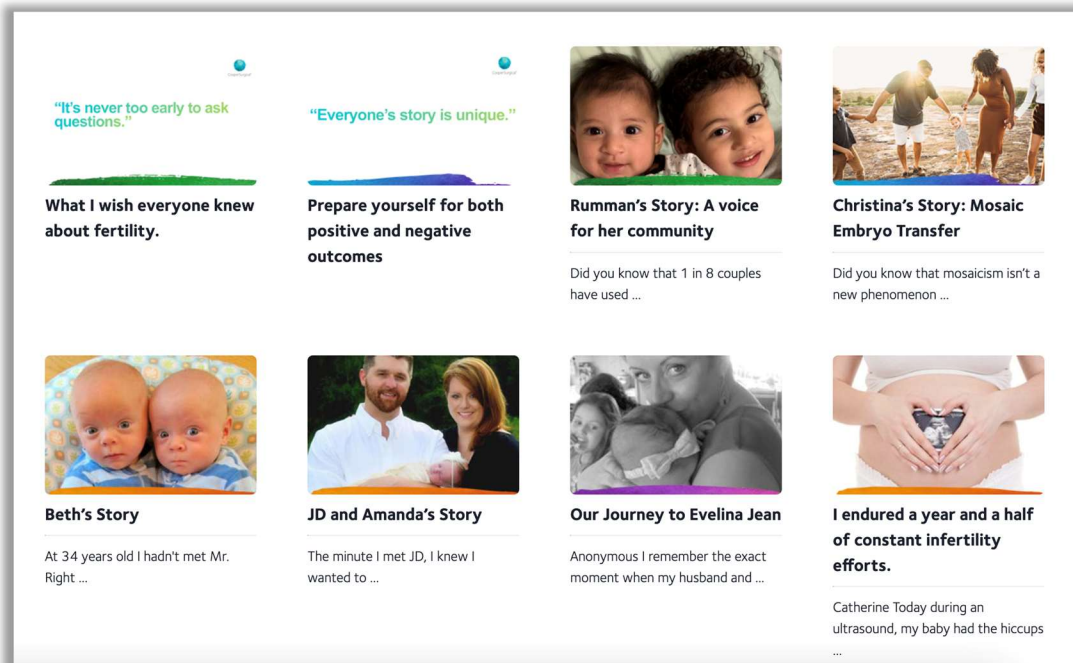 “It’s never too early to ask
questions.”
“Everyone’s story is unique.”
What I wish everyone knew
about fertility.
Prepare yourself for both
positive and negative
outcomes
Rumman’s Story: A voice
for her community
Did you know that 1 in 8 couples
have used ...
Christina’s Story: Mosaic
Embryo Transfer
Did you know that mosaicism isn’t a
new phenomenon ...
Beth’s Story
At 34 years old I hadn't met Mr.
Right ...
JD and Amanda’s Story
The minute I met JD, I knew I
wanted to ...
Our Journey to Evelina Jean
Anonymous I remember the exact
moment when my husband and ...
I endured a year and a half
of constant infertility
efforts.
Catherine Today during an
ultrasound, my baby had the hiccups
...